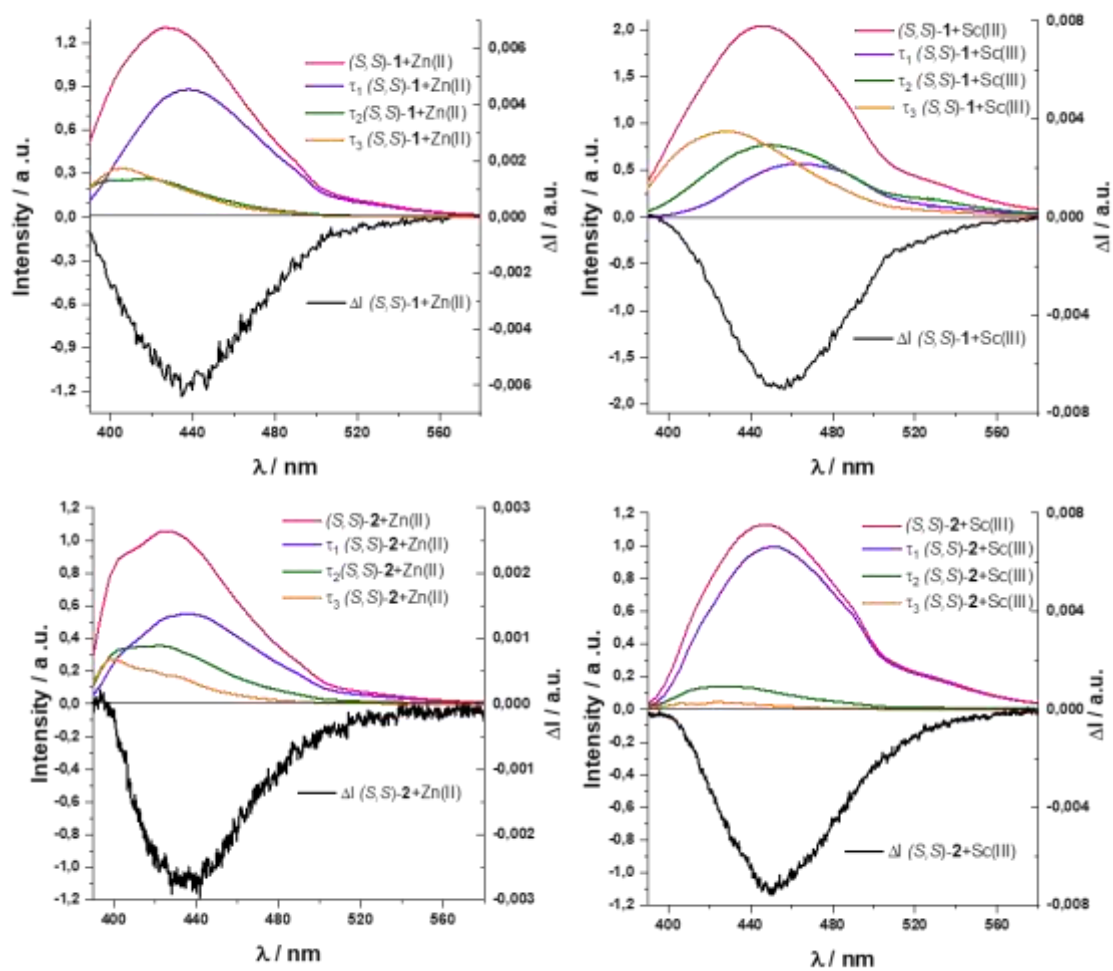 1,2
0,9
0,6
0,3
0,0
-0,3
-0,6
-0,9
-1,2
Intensity / a .u.
(S,S)-1+Zn(II)
τ1 (S,S)-1+Zn(II)
τ2(S,S)-1+Zn(II)
τ3 (S,S)-1+Zn(II)
ΔI (S,S)-1+Zn(II)
0,006
0,004
0,002
0,000
-0,002
-0,004
-0,006
ΔI / a.u.
400 440 480 520 560
λ / nm
2,0
1,5
1,0
0,5
0,0
-0,5
-1,0
-1,5
-2,0
Intensity / a .u.
(S,S)-1+Sc(III)
τ1 (S,S)-1+Sc(III)
τ2 (S,S)-1+Sc(III)
τ3 (S,S)-1+Sc(III)
ΔI (S,S)-1+Sc(III)
0,008
0,004
0,000
-0,004
-0,008
ΔI / a.u.
400 440 480 520 560
λ / nm
1,2
1,0
0,8
0,6
0,4
0,2
0,0
-0,2
-0,4
-0,6
-0,8
-1,0
-1,2
Intensity / a .u.
(S,S)-2+Zn(II)
τ1 (S,S)-2+Zn(II)
τ2(S,S)-2+Zn(II)
τ3 (S,S)-2+Zn(II)
ΔI (S,S)-2+Zn(II)
0,003
0,002
0,001
0,000
-0,001
-0,002
-0,003
ΔI / a.u.
400 440 480 520 560
λ / nm
1,2
1,0
0,8
0,6
0,4
0,2
0,0
-0,2
-0,4
-0,6
-0,8
-1,0
-1,2
Intensity / a .u.
(S,S)-2+Sc(III)
τ1 (S,S)-2+Sc(III)
τ2 (S,S)-2+Sc(III)
τ3 (S,S)-2+Sc(III)
ΔI (S,S)-2+Sc(III)
0,008
0,004
0,000
-0,004
-0,008
ΔI / a.u.
400 440 480 520 560
λ / nm